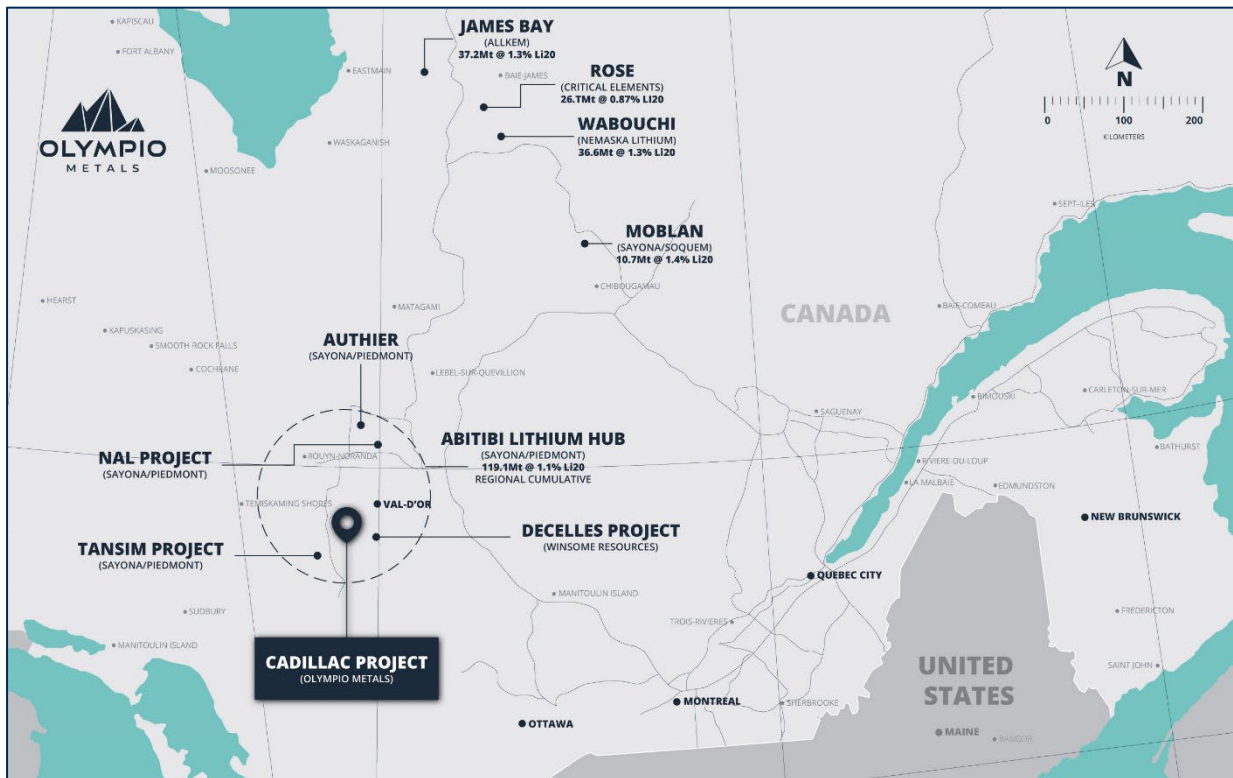 KAPISCAU
FORT ALBANY
EASTMAIN
JAMES BAY
(ALLKEM)
37.2Mt @ 1.3% Li20
BAIE-JAMES
ROSE
(CRITICAL ELEMENTS)
26.TMt @ 0.87% Li20
WABOUCHI
(NEMASKA LITHIUM)
36.6Mt @ 1.3% Li20
N
0 100 200
KILOMETERS
OLYMPIO
METALS
WASKAGANISH
MOOSONEE
SEPT-ILES
MOBLAN
(SAYONA/SOQUEM)
10.7Mt @ 1.4% Li20
CHIBOUGAMAU
HEARST
MATAGAMI
CANADA
BAIE-COMEAU
KAPUSKASING
SMOOTH ROCK FALLS
COCHRANE
AUTHIER
(SAYONA/PIEDMONT)
LEBEL-SUR-QUEVILLION
CARLETON-SUR-MER
RIMOUSKI
SAGUENAY
BATHURST
NAL PROJECT
(SAYONA/PIEDMONT)
ROUYN-NORANDA
ABITIBI LITHIUM HUB
(SAYONA/PIEDMONT)
119.1Mt @ 1.1% Li20
REGIONAL CUMULATIVE
RIVIERE-DU-LOUP
LA MALBAIE
EDMUNDSTON
TEMISKAMING SHORES
VAL-D'OR
NEW BRUNSWICK
DECELLES PROJECT
(WINSOME RESOURCES)
TANSIM PROJECT
(SAYONA/PIEDMONT)
QUEBEC CITY
MANITOULIN ISLAND
SUDBURY
TROIS-RIVIERES
FREDERICTON
MANITOULIN ISLAND
CADILLAC PROJECT
(OLYMPIO METALS)
UNITED
STATES
SAINT JOHN
MONTREAL
SHERBROOKE
OTTAWA
MAINE
BANGOR